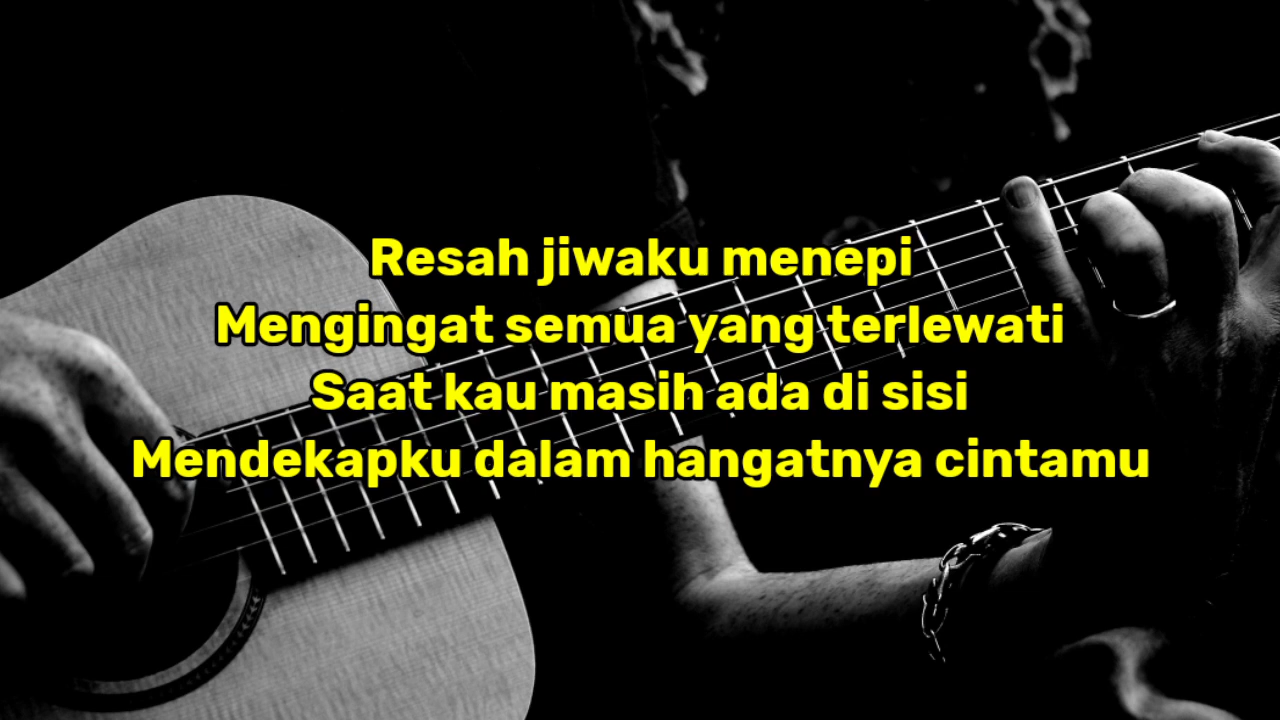 Resah jiwaku menepi
Mengingat semua yang terlewati
Saat kau masih ada di sisi
Mendekapku dalam hangatnya cintamu